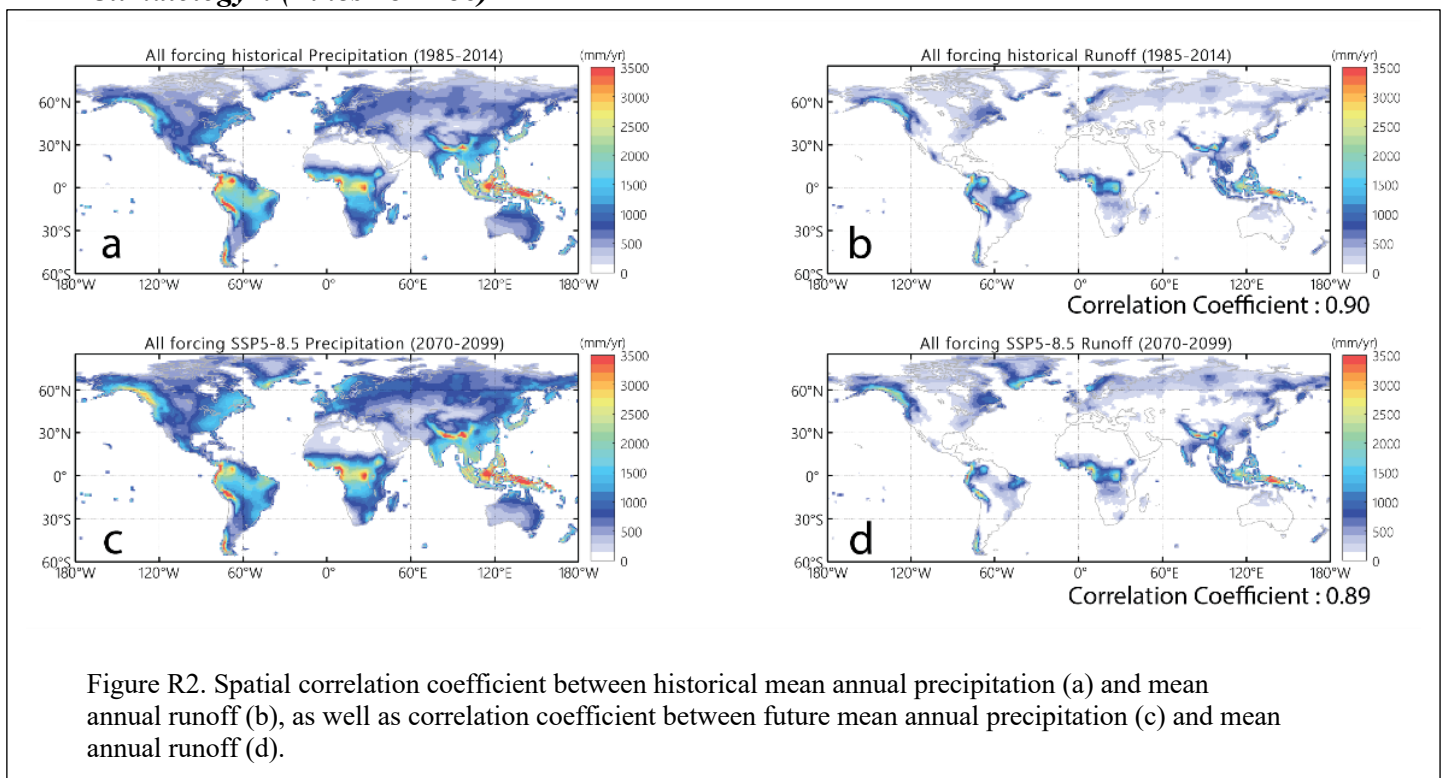 All forcing historical Precipitation (1985-2014)
(mm/yr)
60°N
30°N
0°
30°S
60°S
180°W
120°W
60°W
0°
60°E
120°E
180°W
3500
3000
2500
2000
1500
1000
500
0
a
All forcing historical Runoff (1985-2014)
(mm/yr)
60°N
30°N
0°
30°S
60°S
180°W
120°W
60°W
0°
60°E
120°E
180°W
3500
3000
2500
2000
1500
1000
500
0
b
Correlation Coefficient : 0.90
All forcing SSP5-8.5 Precipitation (2070-2099)
(mm/yr)
60°N
30°N
0°
30°S
60°S
180°W
120°W
60°W
0°
60°E
120°E
180°W
3500
3000
2500
2000
1500
1000
500
0
c
All forcing SSP5-8.5 Runoff (2070-2099)
(mm/yr)
60°N
30°N
0°
30°S
60°S
180°W
120°W
60°W
0°
60°E
120°E
180°W
3500
3000
2500
2000
1500
1000
500
0
d
Correlation Coefficient : 0.89
Figure R2. Spatial correlation coefficient between historical mean annual precipitation (a) and mean
annual runoff (b), as well as correlation coefficient between future mean annual precipitation (c) and mean
annual runoff (d).